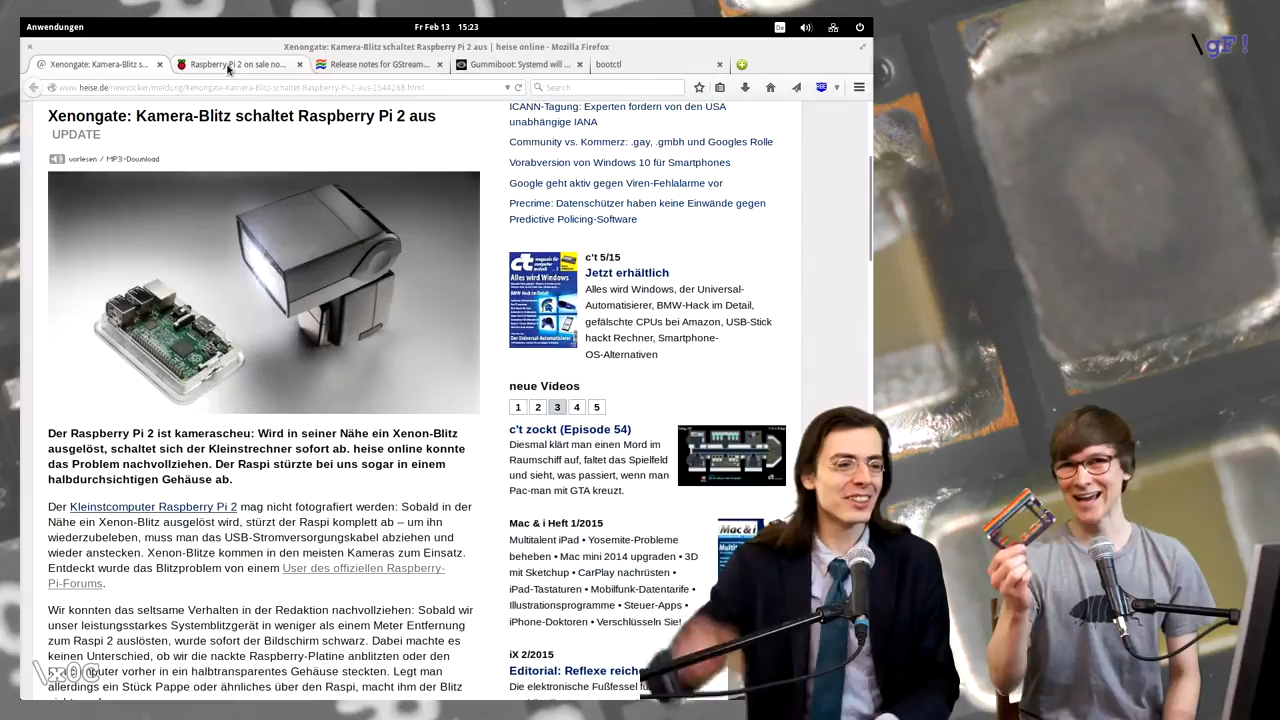 Anwendungen
Fr Feb 13 15:23
De
\gF!
Xenongate: Kamera-Blitz schaltet Raspberry Pi 2 aus | heise online - Mozilla Firefox
Xenongate: Kamera-Blitz s...
Raspberry Pi 2 on sale no...
Release notes for GStream...
Gummiboot: Systemd will ...
bootctl
www.heise.de/newsticker/meldung/Xenongate-Kamera-Blitz-schaltet-Raspberry-Pi-2-aus-2544288.html
Search
ABP
Xenongate: Kamera-Blitz schaltet Raspberry Pi 2 aus
UPDATE
vorlesen / MP3-Download
Der Raspberry Pi 2 ist kamerascheu: Wird in seiner Nähe ein Xenon-Blitz
ausgelöst, schaltet sich der Kleinstrechner sofort ab. heise online konnte
das Problem nachvollziehen. Der Raspi stürzte bei uns sogar in einem
halbdurchsichtigen Gehäuse ab.
Der Kleinstcomputer Raspberry Pi 2 mag nicht fotografiert werden: Sobald in der
Nähe ein Xenon-Blitz ausgelöst wird, stürzt der Raspi komplett ab – um ihn
wiederzubeleben, muss man das USB-Stromversorgungskabel abziehen und
wieder anstecken. Xenon-Blitze kommen in den meisten Kameras zum Einsatz.
Entdeckt wurde das Blitzproblem von einem User des offiziellen Raspberry-
Pi-Forums.
Wir konnten das seltsame Verhalten in der Redaktion nachvollziehen: Sobald wir
unser leistungsstarkes Systemblitzgerät in weniger als einem Meter Entfernung
zum Raspi 2 auslösten, wurde sofort der Bildschirm schwarz. Dabei machte es
keinen Unterschied, ob wir die nackte Raspberry-Platine anblitzten oder den
vorher in ein halbtransparentes Gehäuse steckten. Legt man
allerdings ein Stück Pappe oder ähnliches über den Raspi, macht ihm der Blitz
\x0c
ICANN-Tagung: Experten fordern von den USA
unabhängige IANA
Community vs. Kommerz: .gay, .gmbh und Googles Rolle
Vorabversion von Windows 10 für Smartphones
Google geht aktiv gegen Viren-Fehlalarme vor
Precrime: Datenschützer haben keine Einwände gegen
Predictive Policing-Software
c't
Alles wird Windows
c't 5/15
Jetzt erhältlich
Alles wird Windows, der Universal-
Automatisierer, BMW-Hack im Detail,
gefälschte CPUs bei Amazon, USB-Stick
hackt Rechner, Smartphone-
OS-Alternativen
neue Videos
1 2 3 4 5
c't zockt (Episode 54)
Diesmal klärt man einen Mord im
Raumschiff auf, faltet das Spielfeld
und sieht, was passiert, wenn man
Pac-man mit GTA kreuzt.
Mac & i Heft 1/2015
Multitalent iPad • Yosemite-Probleme
beheben • Mac mini 2014 upgraden • 3D
mit Sketchup • CarPlay nachrüsten •
iPad-Tastaturen • Mobilfunk-Datentarife •
Illustrationsprogramme • Steuer-Apps •
iPhone-Doktoren • Verschlüsseln Sie!
Mac&i
iX 2/2015
Editorial: Reflexe
Die elektronische Fußfessel